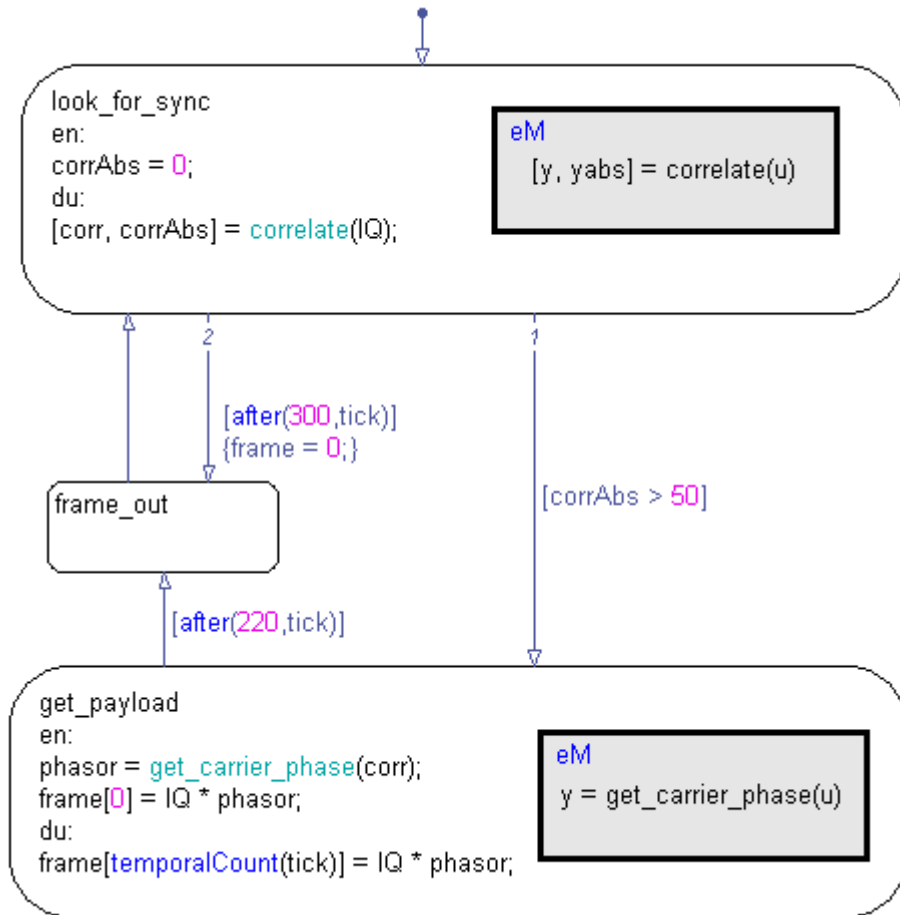 look_for_sync
en:
corrAbs = 0;
du:
[corr, corrAbs] = correlate(IQ);
eM
[y, yabs] = correlate(u)
2
1
[after(300,tick)]
{frame = 0;}
[corrAbs > 50]
frame_out
[after(220,tick)]
get_payload
en:
phasor = get_carrier_phase(corr);
frame[0] = IQ * phasor;
du:
frame[temporalCount(tick)] = IQ * phasor;
eM
y = get_carrier_phase(u)